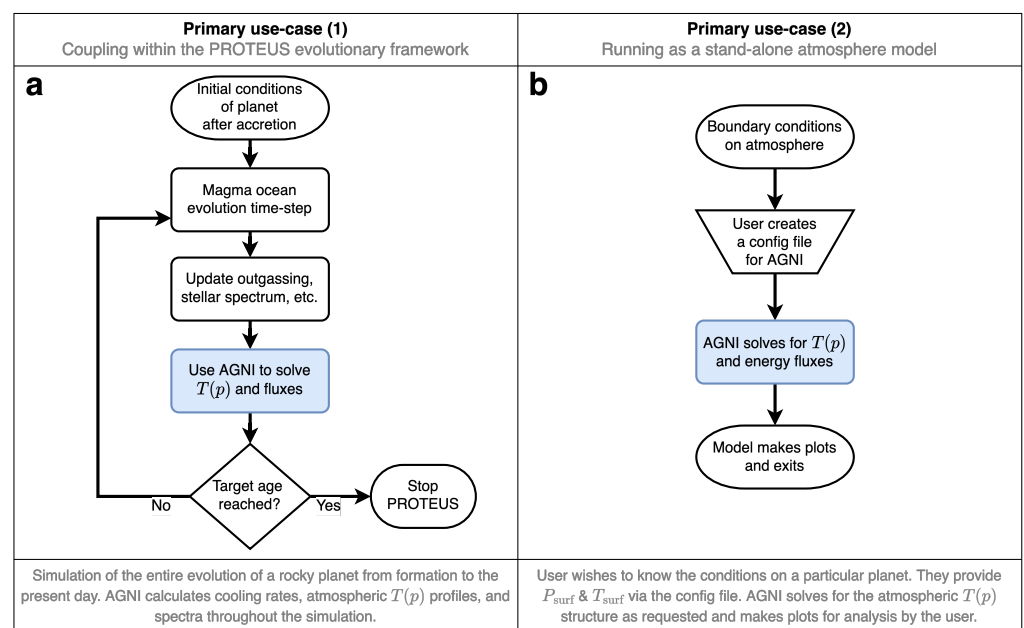 Primary use-case (1)
Coupling within the PROTEUS evolutionary framework
a
Initial conditions
of planet
after accretion
Magma ocean
evolution time-step
Update outgassing,
stellar spectrum, etc.
Use AGNI to solve
T(p) and fluxes
Target age
reached?
No
Yes
Stop
PROTEUS
Simulation of the entire evolution of a rocky planet from formation to the
present day. AGNI calculates cooling rates, atmospheric T(p) profiles, and
spectra throughout the simulation.
Primary use-case (2)
Running as a stand-alone atmosphere model
b
Boundary conditions
on atmosphere
User creates
a config file
for AGNI
AGNI solves for T(p)
and energy fluxes
Model makes plots
and exits
User wishes to know the conditions on a particular planet. They provide
P_surf & T_surf via the config file. AGNI solves for the atmospheric T(p)
structure as requested and makes plots for analysis by the user.